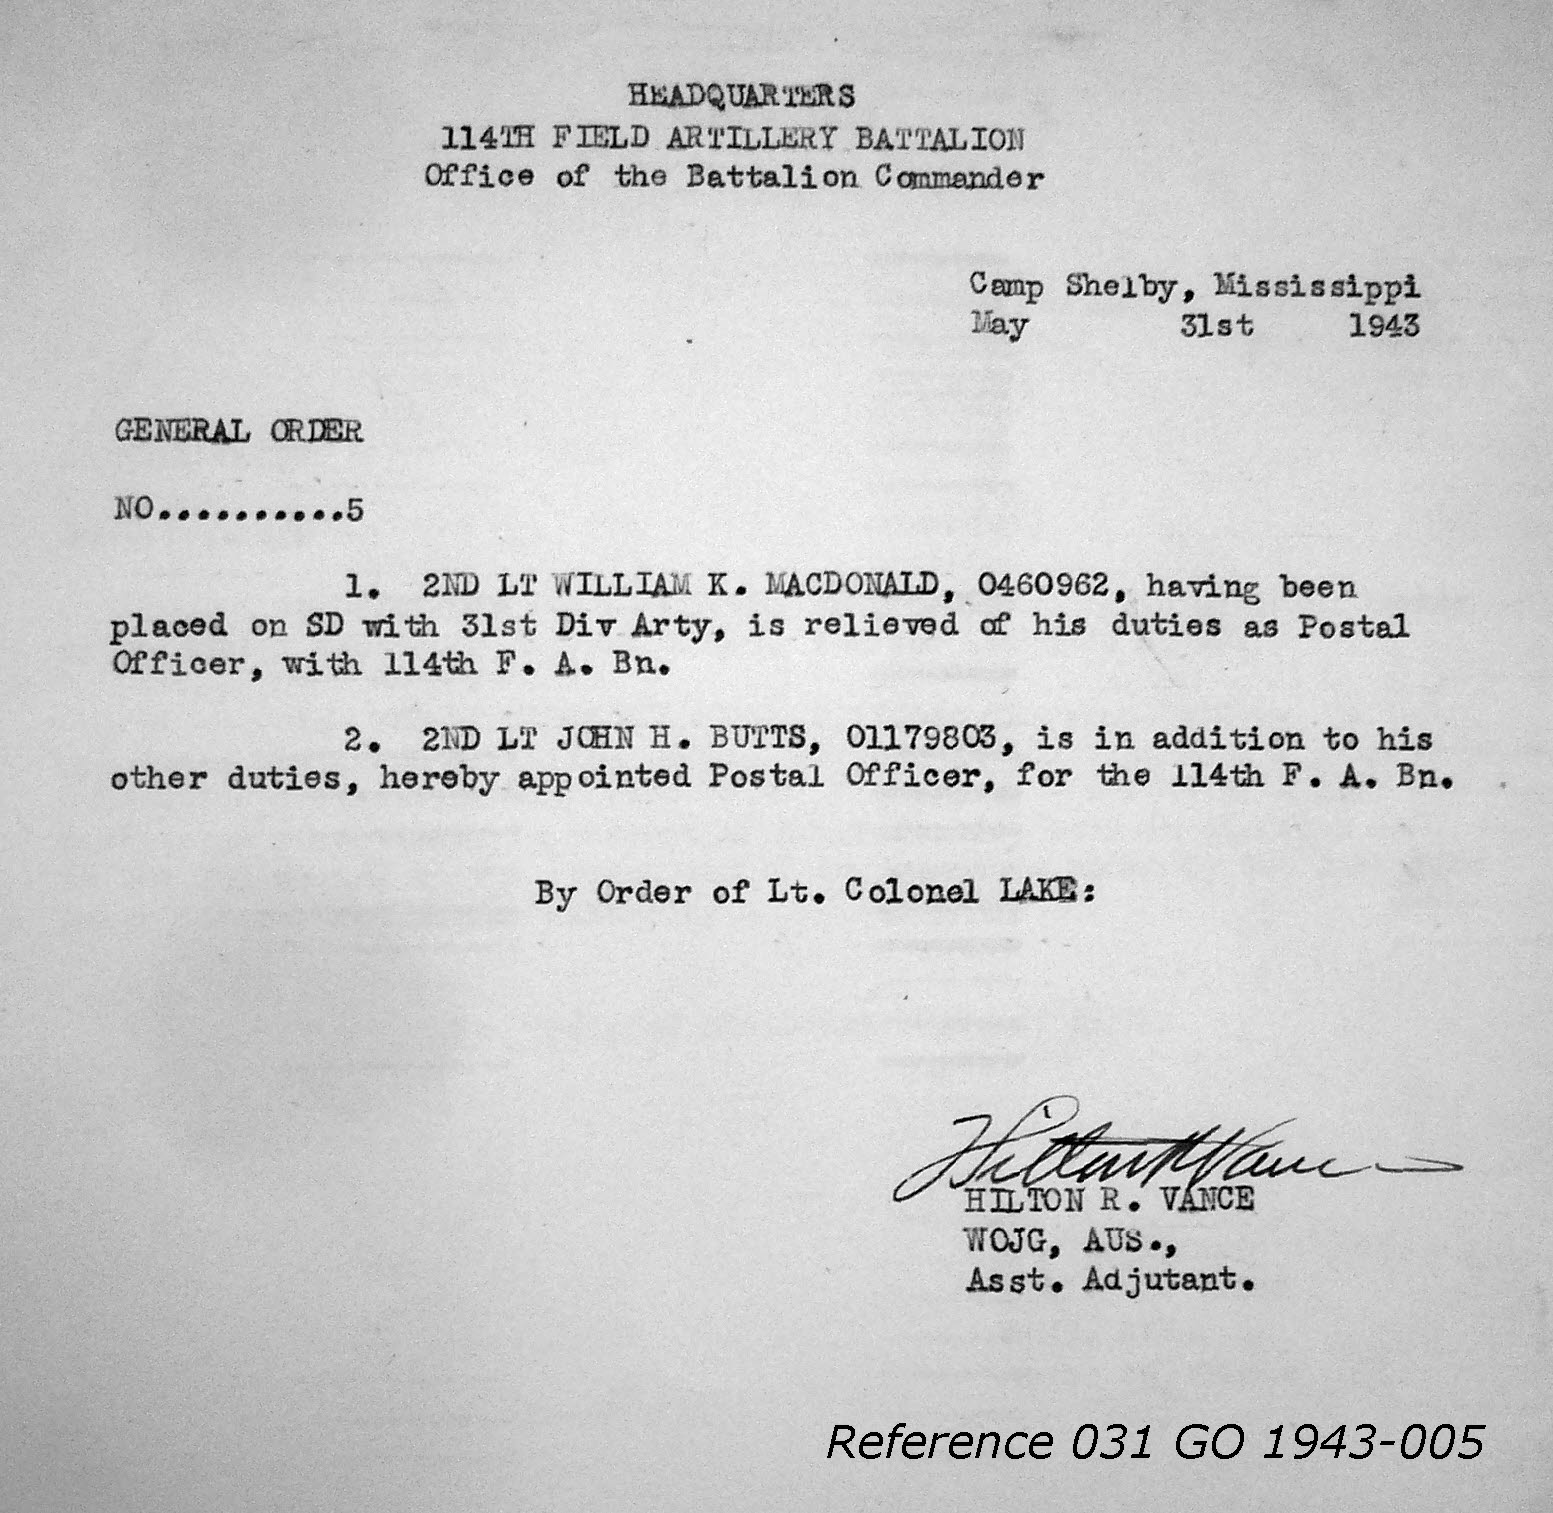 HEADQUARTERS
114TH FIELD ARTILLERY BATTALION
Office of the Battalion Commander
Camp Shelby, Mississippi
May 31st 1943
GENERAL ORDER
NO..........5
1. 2ND LT WILLIAM K. MACDONALD, O460962, having been
placed on SD with 31st Div Arty, is relieved of his duties as Postal
Officer, with 114th F. A. Bn.
2. 2ND LT JOHN H. BUTTS, O1179803, is in addition to his
other duties, hereby appointed Postal Officer, for the 114th F. A. Bn.
By Order of Lt. Colonel LAKE:
Hilton R Vance
HILTON R. VANCE
WOJG, AUS.,
Asst. Adjutant.
Reference 031 GO 1943-005